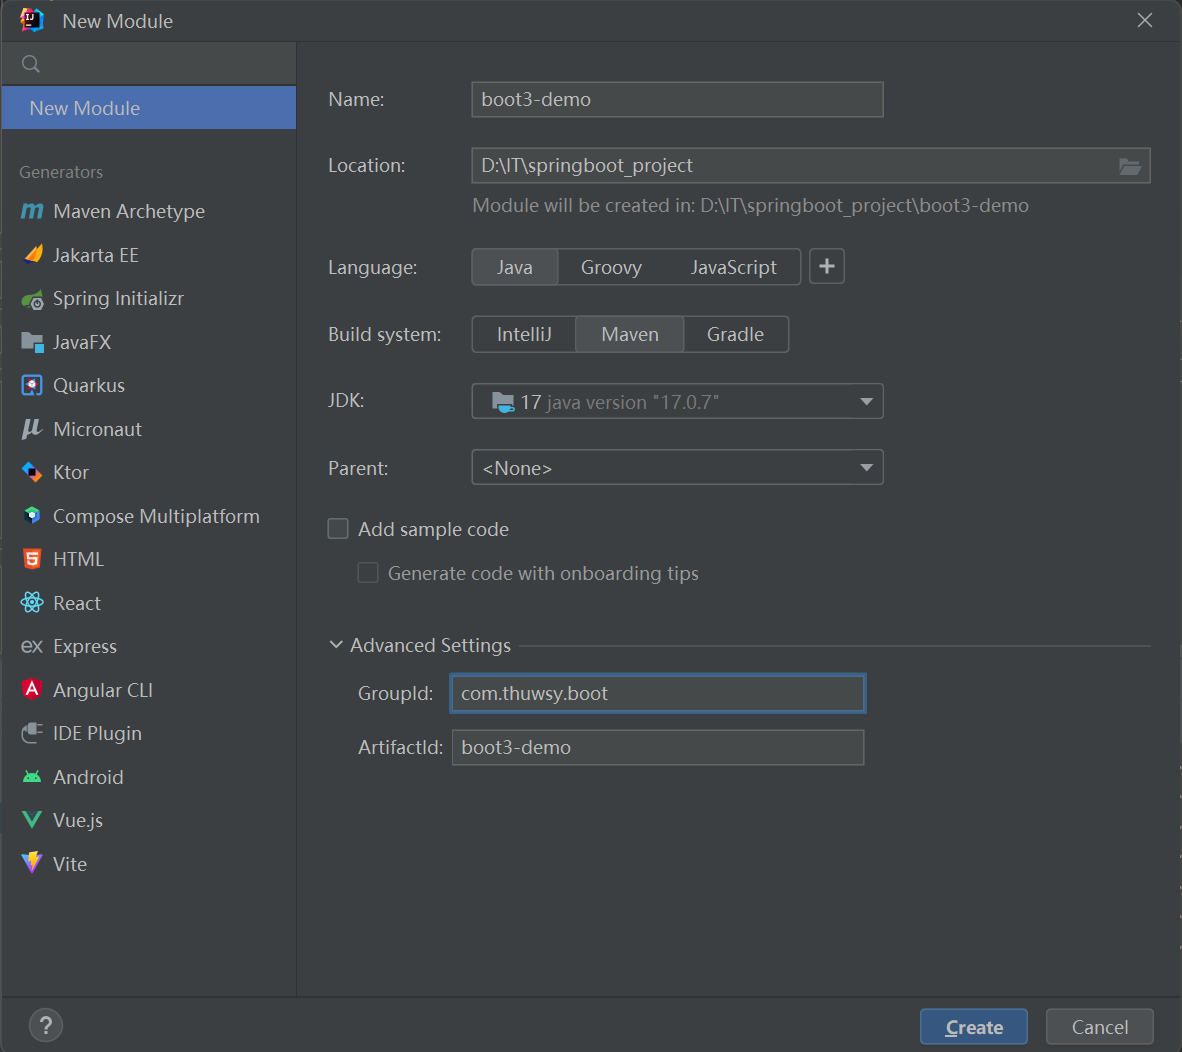 New Module
New Module
Generators
Maven Archetype
Jakarta EE
Spring Initializr
JavaFX
Quarkus
Micronaut
Ktor
Compose Multiplatform
HTML
React
Express
Angular CLI
IDE Plugin
Android
Vue.js
Vite
Name: boot3-demo
Location: D:\IT\springboot_project
Module will be created in: D:\IT\springboot_project\boot3-demo
Language: Java Groovy JavaScript +
Build system: IntelliJ Maven Gradle
JDK: 17 java version "17.0.7"
Parent: <None>
Add sample code
Generate code with onboarding tips
Advanced Settings
GroupId: com.thuwsy.boot
ArtifactId: boot3-demo
? Create Cancel